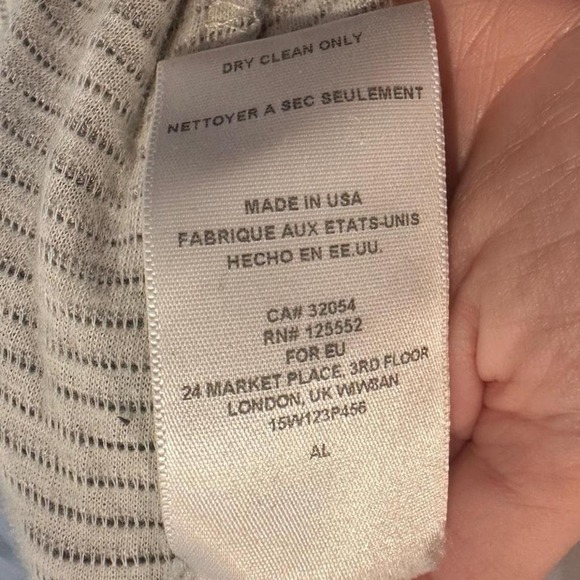 DRY CLEAN ONLY
NETTOYER A SEC SEULEMENT
MADE IN USA
FABRIQUE AUX ETATS-UNIS
HECHO EN EE.UU.
CA# 32054
RN# 125552
FOR EU
24 MARKET PLACE, 3RD FLOOR
LONDON, UK W1W8AN
15W123P456
AL